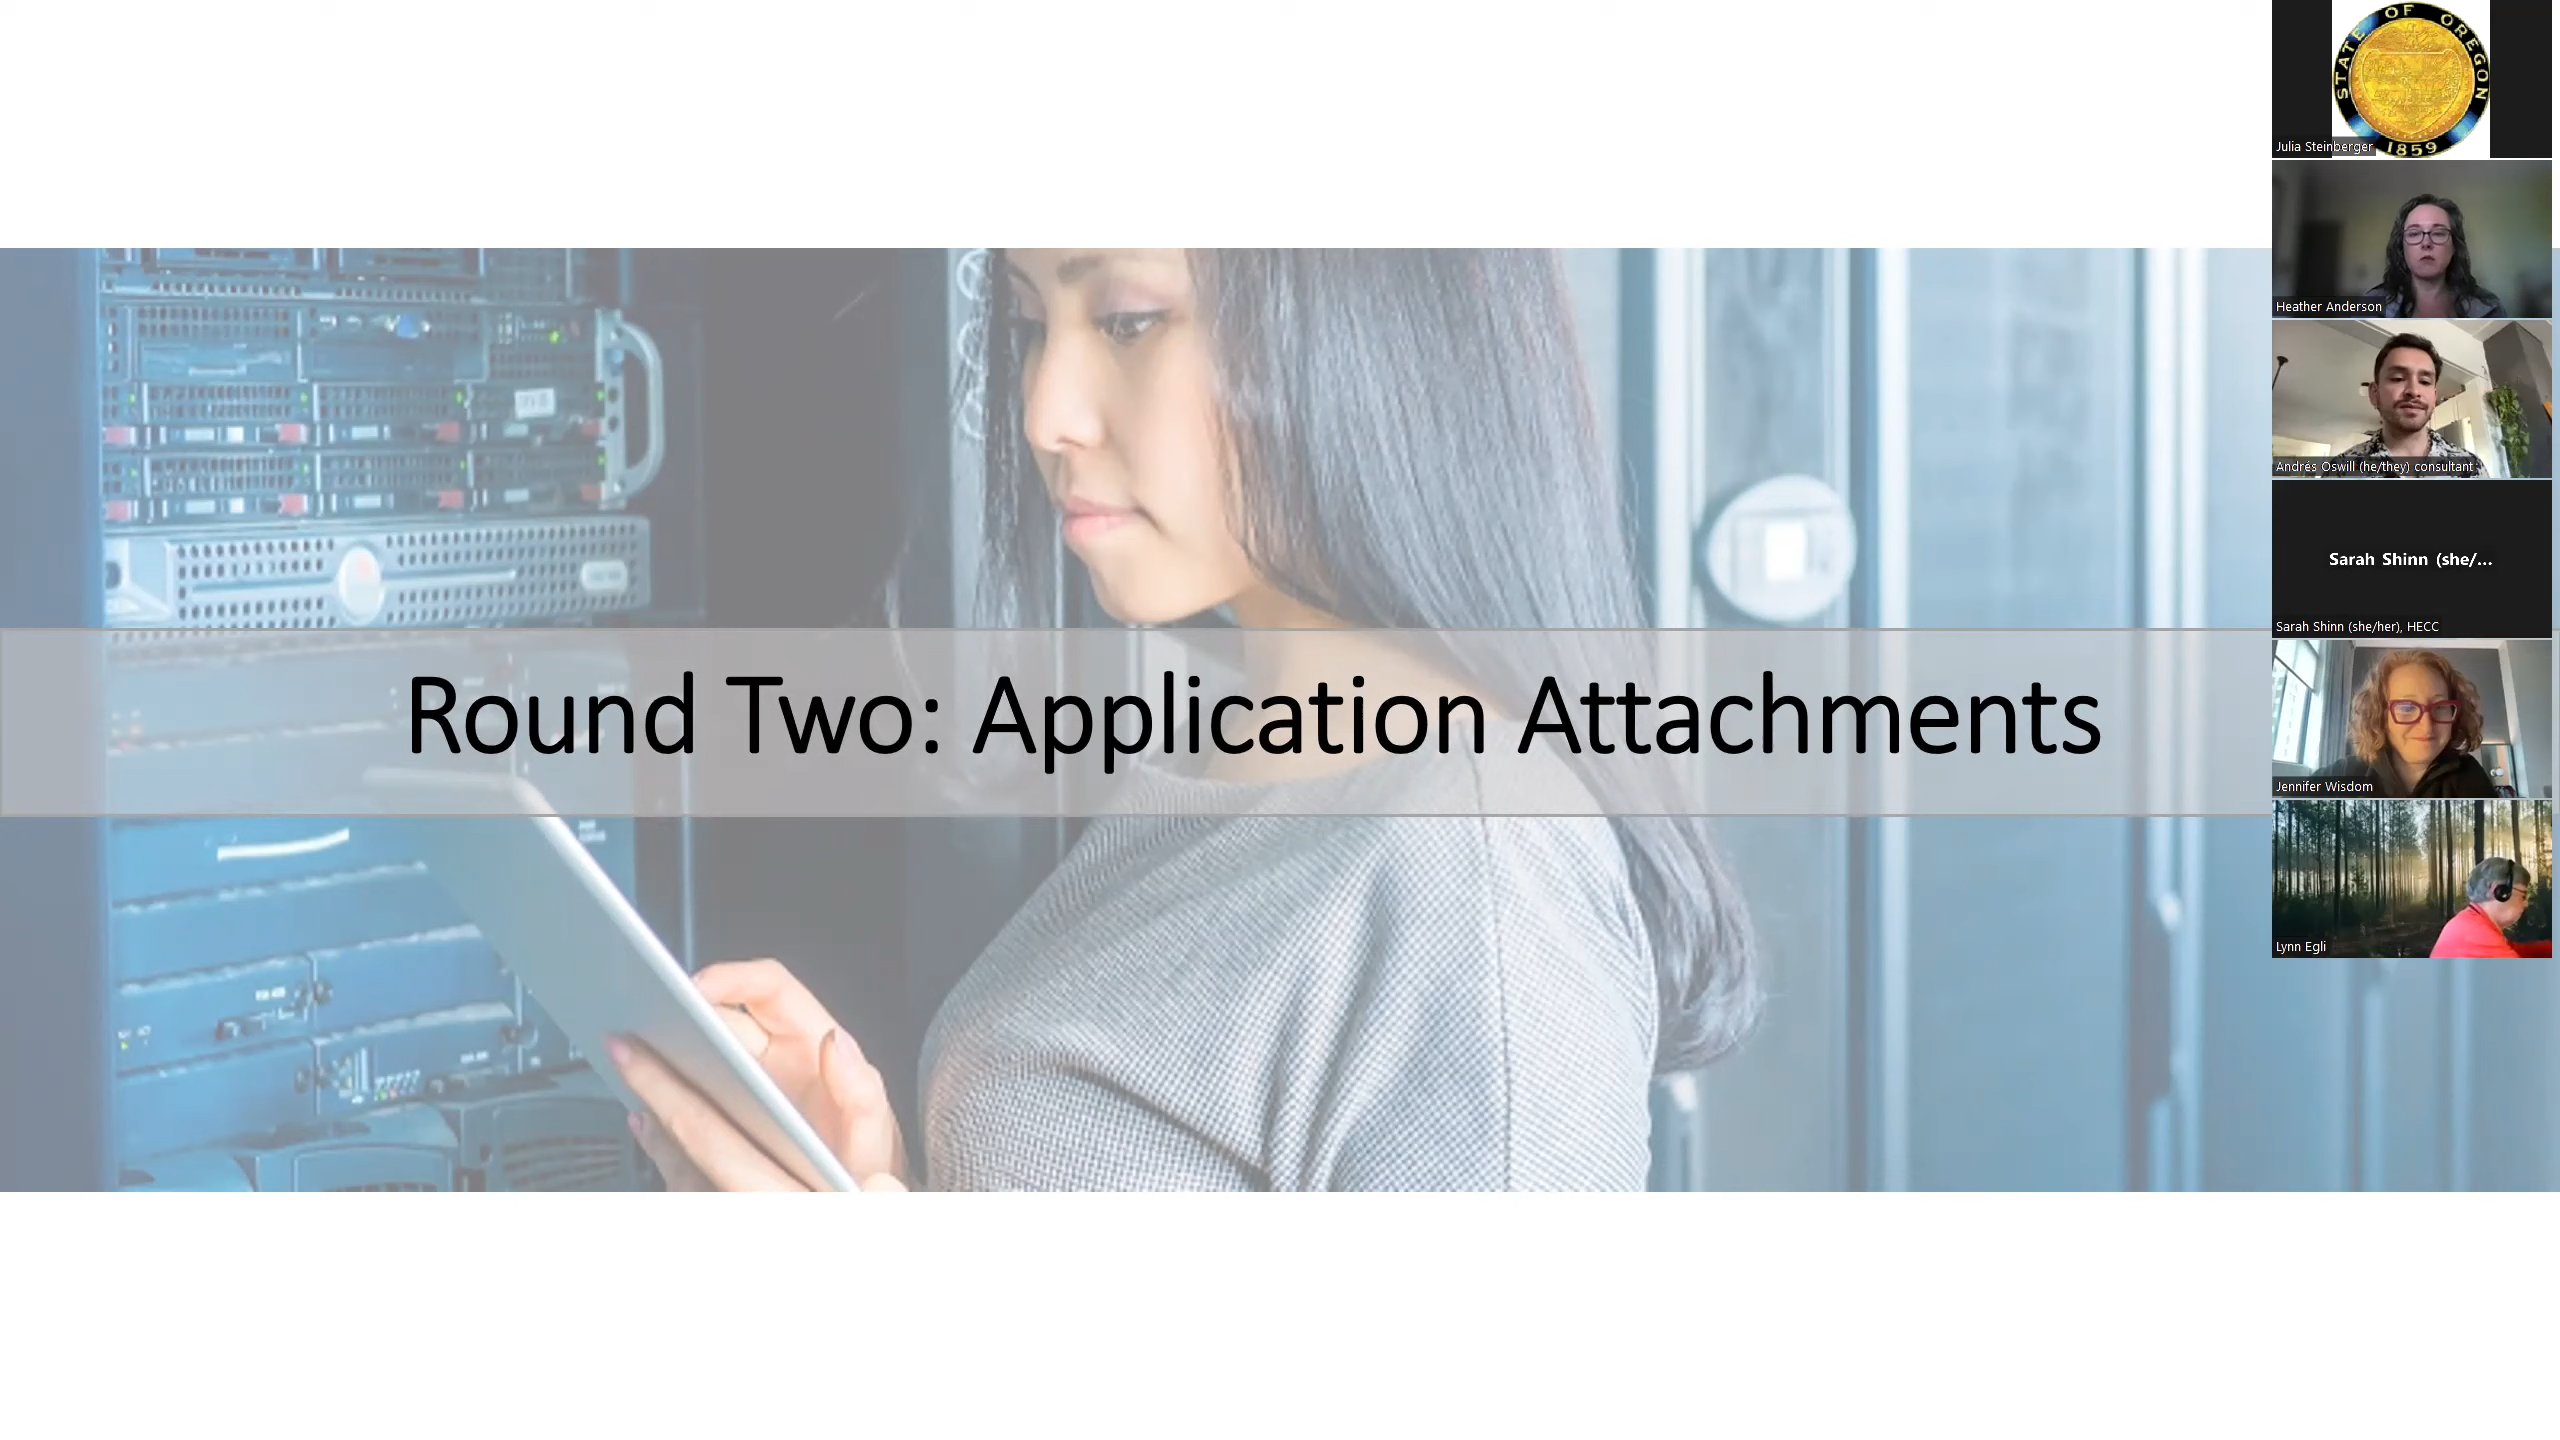 Round Two: Application Attachments
STATE OF OREGON
1859
Julia Steinberger
Heather Anderson
Andrés Oswill (he/they) consultant
Sarah Shinn (she/...
Sarah Shinn (she/her), HECC
Jennifer Wisdom
Lynn Egli